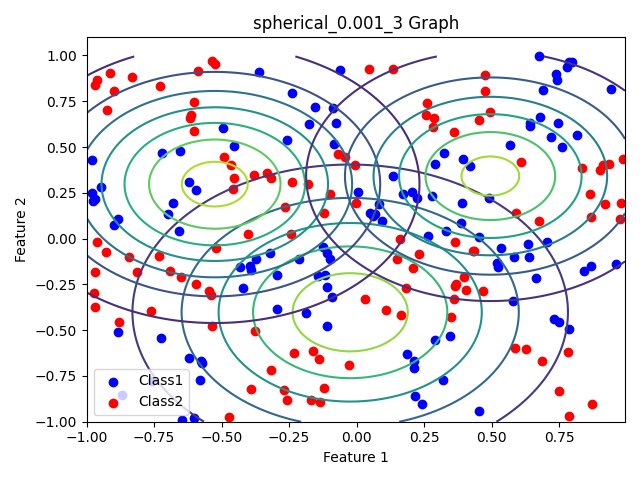 spherical_0.001_3 Graph
1.00
0.75
0.50
0.25
0.00
−0.25
−0.50
−0.75
−1.00
Feature 2
Class1
Class2
−1.00 −0.75 −0.50 −0.25 0.00 0.25 0.50 0.75
Feature 1